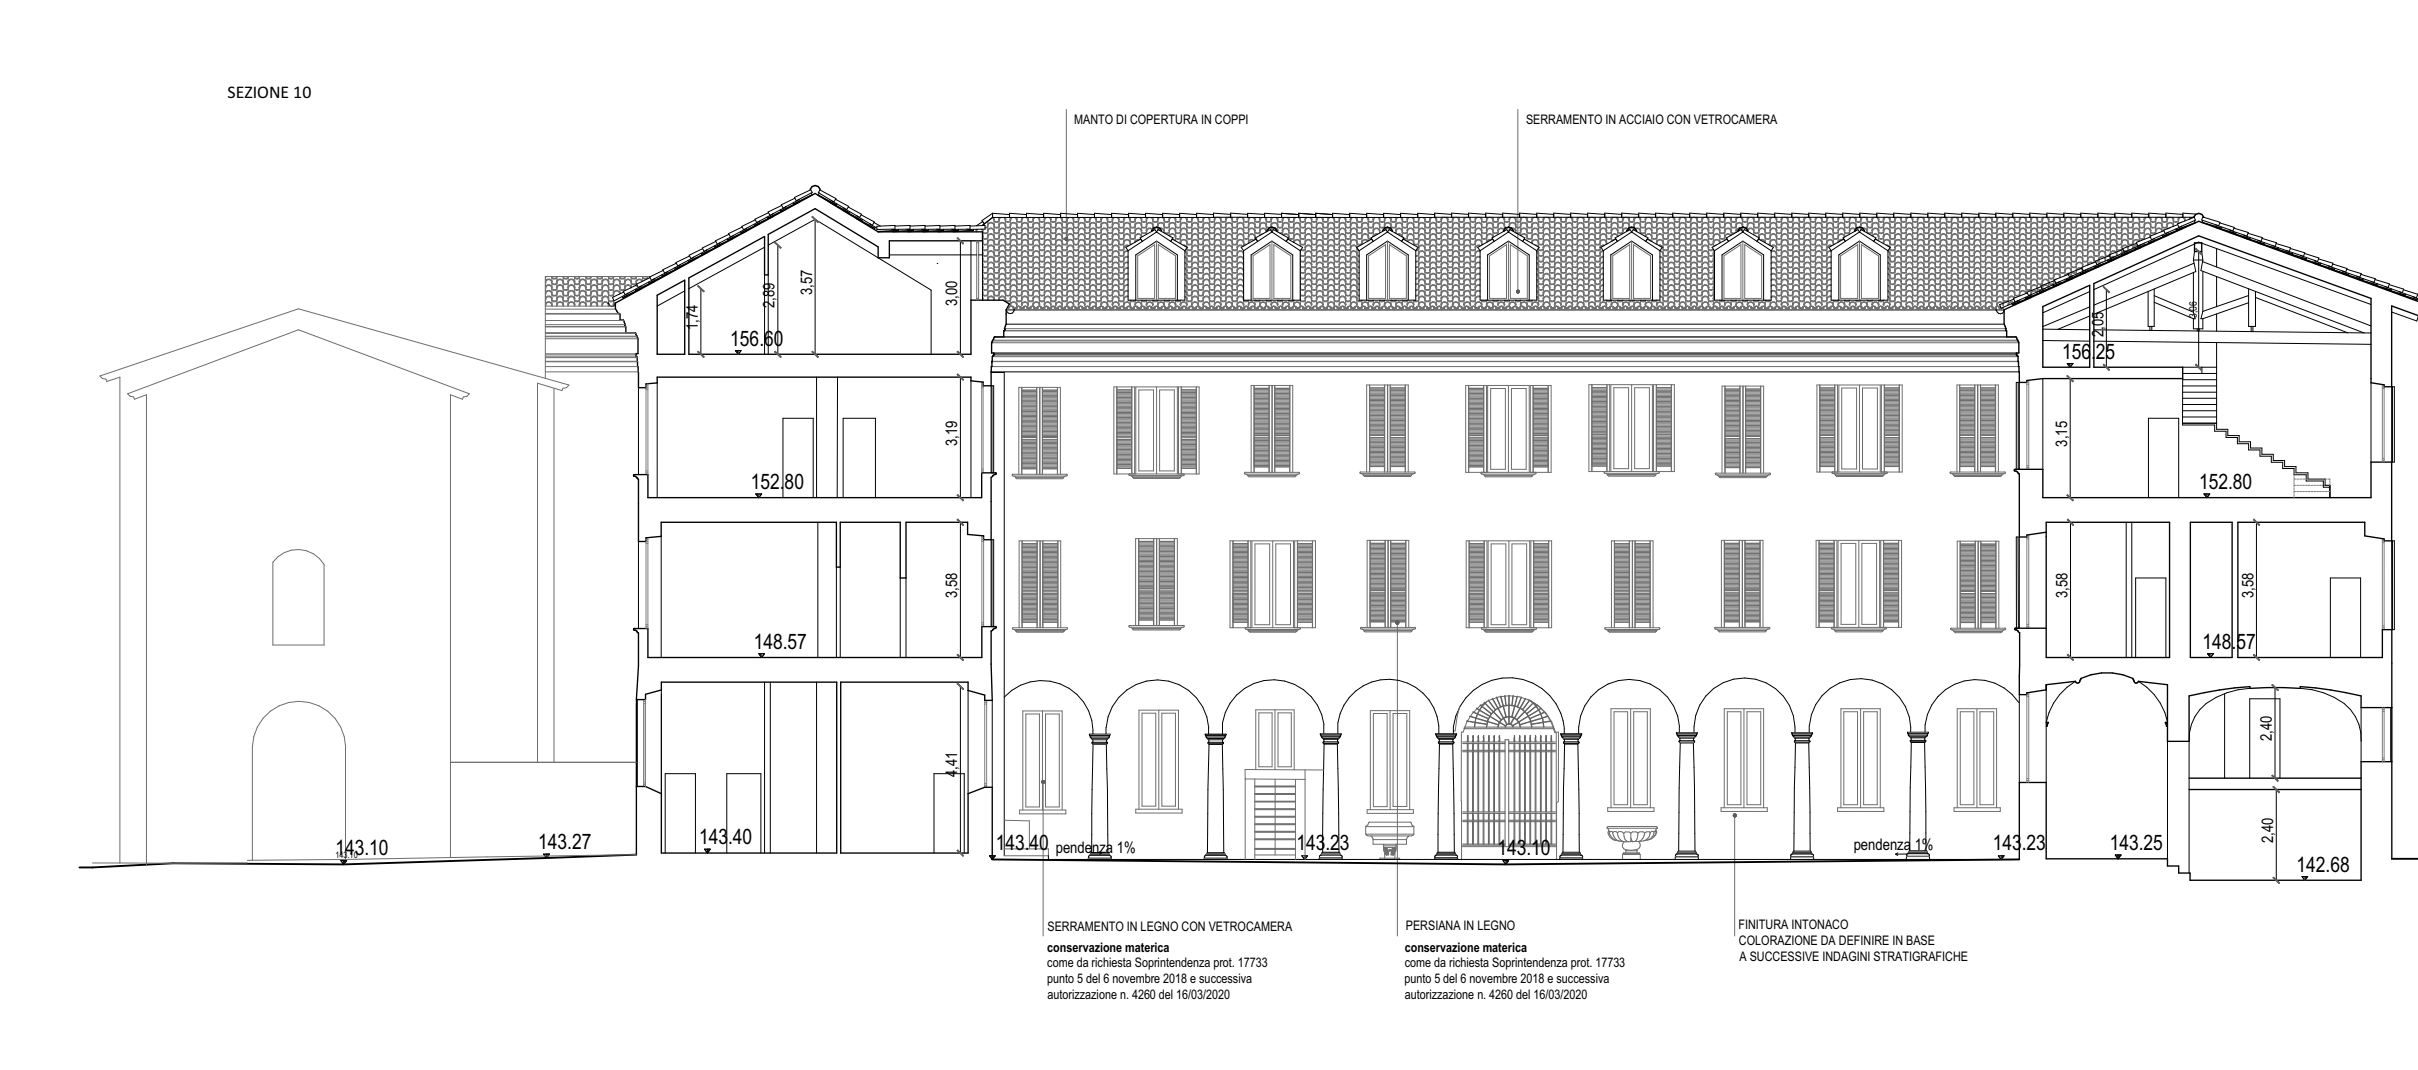 SEZIONE 10
MANTO DI COPERTURA IN COPPI
SERRAMENTO IN ACCIAIO CON VETROCAMERA
1,74
2,89
3,57
3,00
156.60
2,05
3,06
156.25
3,19
152.80
3,15
152.80
3,58
148.57
3,58
3,58
148.57
4,41
143.40
2,40
2,40
143.10
143.10
143.27
143.40
pendenza 1%
143.23
143.10
pendenza 1%
143.23
143.25
142.68
SERRAMENTO IN LEGNO CON VETROCAMERA
conservazione materica
come da richiesta Soprintendenza prot. 17733
punto 5 del 6 novembre 2018 e successiva
autorizzazione n. 4260 del 16/03/2020
PERSIANA IN LEGNO
conservazione materica
come da richiesta Soprintendenza prot. 17733
punto 5 del 6 novembre 2018 e successiva
autorizzazione n. 4260 del 16/03/2020
FINITURA INTONACO
COLORAZIONE DA DEFINIRE IN BASE
A SUCCESSIVE INDAGINI STRATIGRAFICHE